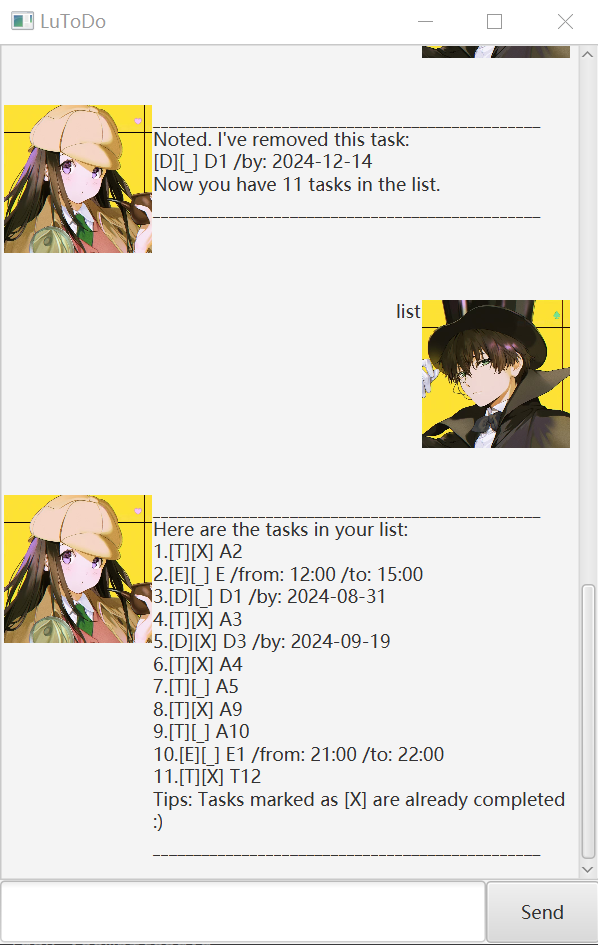 LuToDo
__________________________________________
Noted. I've removed this task:
[D][_] D1 /by: 2024-12-14
Now you have 11 tasks in the list.
__________________________________________
list
__________________________________________
Here are the tasks in your list:
1.[T][X] A2
2.[E][_] E /from: 12:00 /to: 15:00
3.[D][_] D1 /by: 2024-08-31
4.[T][X] A3
5.[D][X] D3 /by: 2024-09-19
6.[T][X] A4
7.[T][_] A5
8.[T][X] A9
9.[T][_] A10
10.[E][_] E1 /from: 21:00 /to: 22:00
11.[T][X] T12
Tips: Tasks marked as [X] are already completed
:)
__________________________________________
Send